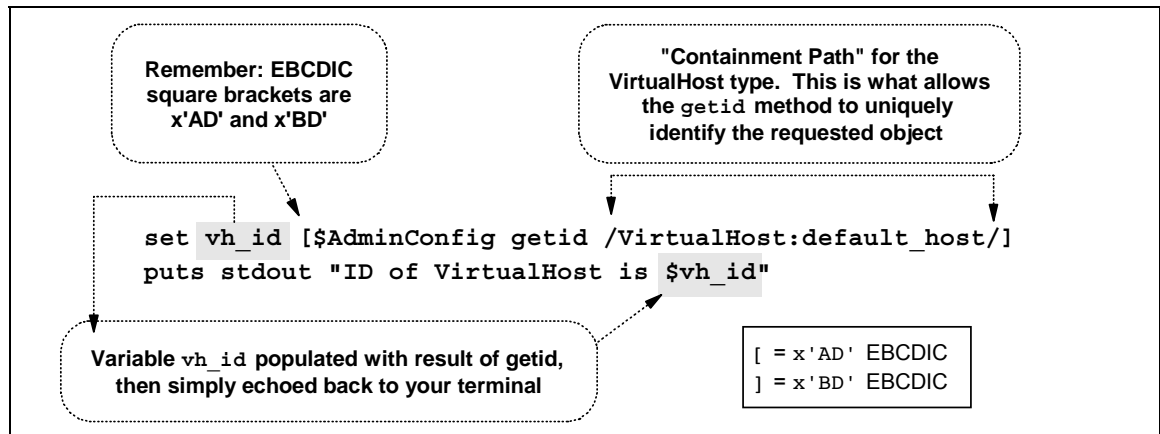 Remember: EBCDIC
square brackets are
x'AD' and x'BD'
"Containment Path" for the
VirtualHost type. This is what allows
the getid method to uniquely
identify the requested object
set vh_id [$AdminConfig getid /VirtualHost:default_host/]
puts stdout "ID of VirtualHost is $vh_id"
Variable vh_id populated with result of getid,
then simply echoed back to your terminal
[ = x'AD' EBCDIC
] = x'BD' EBCDIC